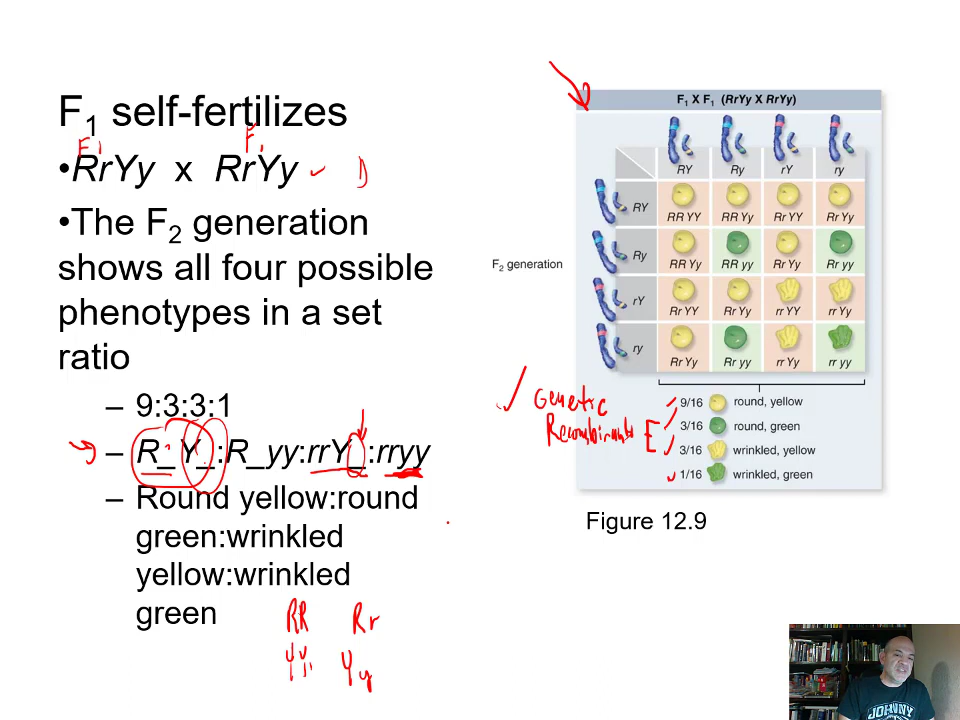 F1 self-fertilizes
F1 F1
•RrYy x RrYy
•The F2 generation
shows all four possible
phenotypes in a set
ratio
– 9:3:3:1
– R_Y_:R_yy:rrY_:rryy
– Round yellow:round
green:wrinkled
yellow:wrinkled
green
RR Rr
YY Yy
F1 X F1 (RrYy X RrYy)
RY Ry rY ry
RY
RR YY RR Yy Rr YY Rr Yy
Ry
RR Yy RR yy Rr Yy Rr yy
F2 generation
rY
Rr YY Rr Yy rr YY rr Yy
ry
Rr Yy Rr yy rr Yy rr yy
Genetic
Recombinants
9/16 round, yellow
3/16 round, green
3/16 wrinkled, yellow
1/16 wrinkled, green
Figure 12.9
JOHNNY